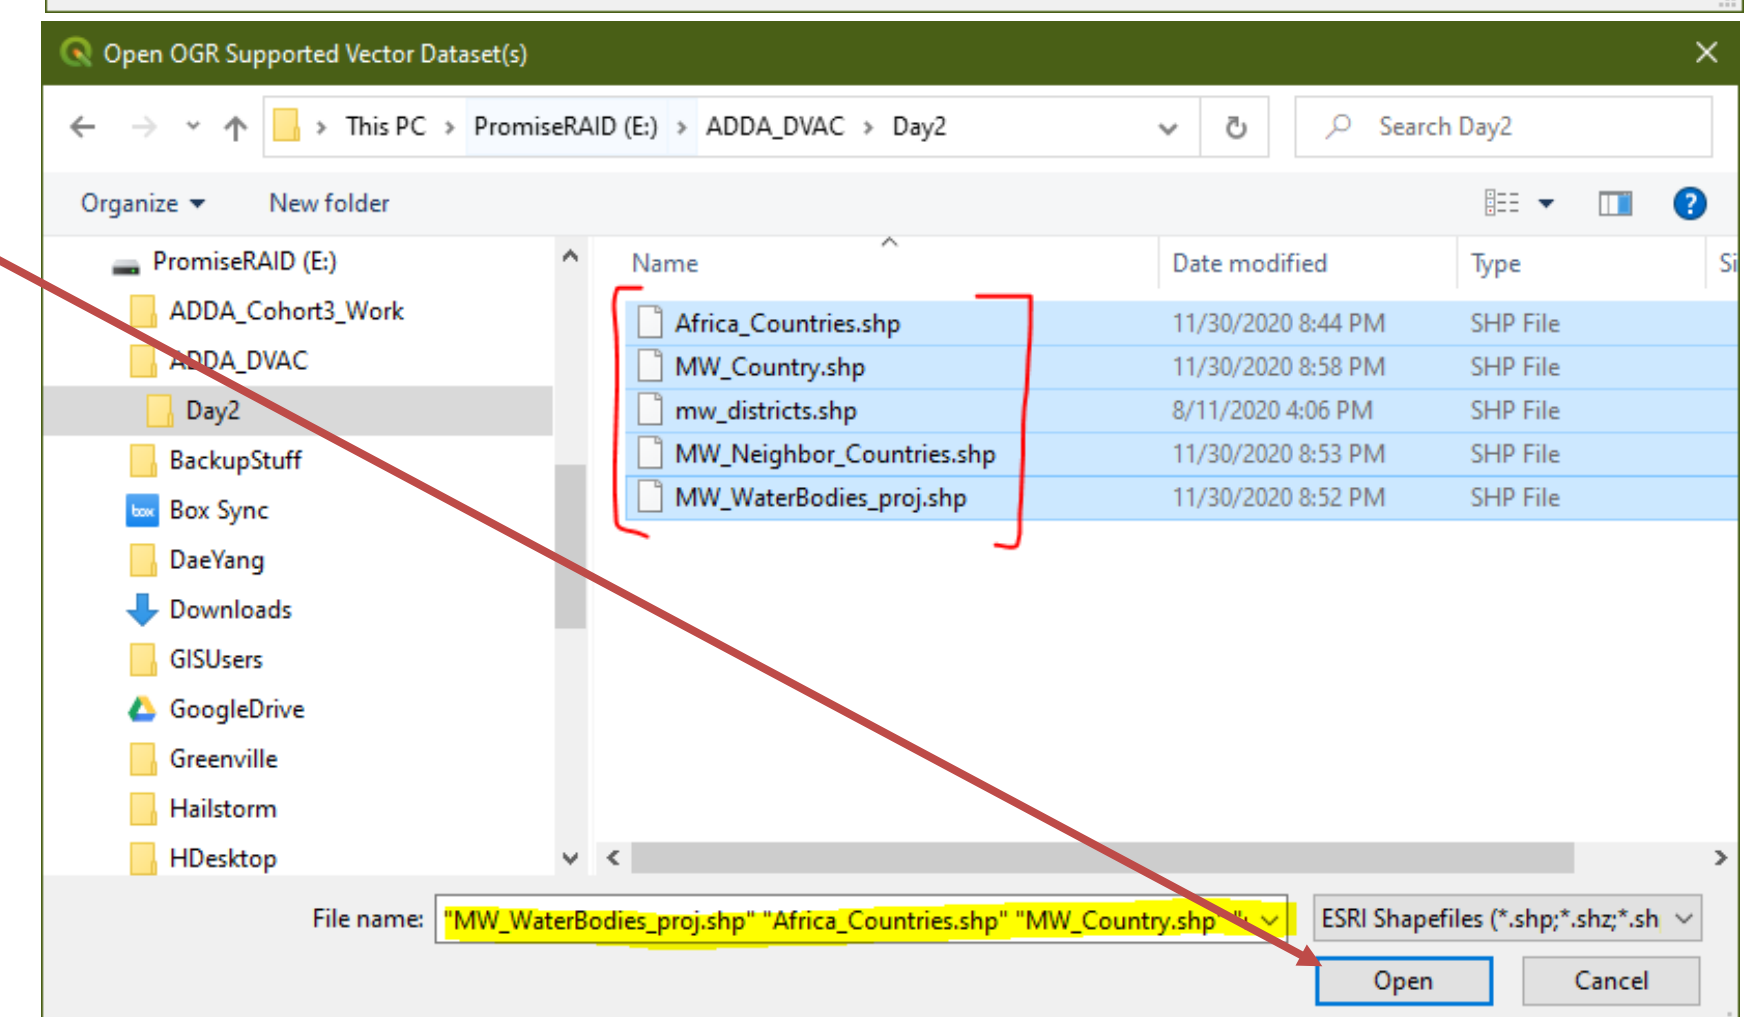 Open OGR Supported Vector Dataset(s)
This PC > PromiseRAID (E:) > ADDA_DVAC > Day2
Search Day2
Organize
New folder
PromiseRAID (E:)
ADDA_Cohort3_Work
ADDA_DVAC
Day2
BackupStuff
box Box Sync
DaeYang
Downloads
GISUsers
GoogleDrive
Greenville
Hailstorm
HDesktop
Name Date modified Type Si
Africa_Countries.shp 11/30/2020 8:44 PM SHP File
MW_Country.shp 11/30/2020 8:58 PM SHP File
mw_districts.shp 8/11/2020 4:06 PM SHP File
MW_Neighbor_Countries.shp 11/30/2020 8:53 PM SHP File
MW_WaterBodies_proj.shp 11/30/2020 8:52 PM SHP File
File name: "MW_WaterBodies_proj.shp" "Africa_Countries.shp" "MW_Country.shp" "
ESRI Shapefiles (*.shp;*.shz;*.sh
Open
Cancel